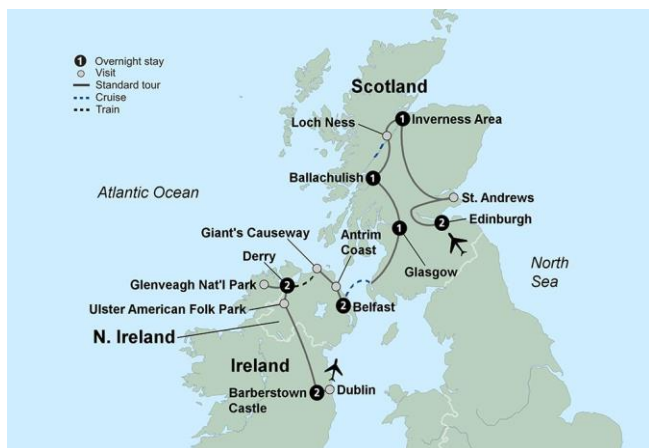 1 Overnight stay
Visit
Standard tour
Cruise
Train
Scotland
Loch Ness
1
Inverness Area
Ballachulish
1
St. Andrews
2
Edinburgh
Atlantic Ocean
Giant's Causeway
Antrim
Coast
1
Glasgow
North
Sea
Derry
2
Glenveagh Nat'l Park
Ulster American Folk Park
2
Belfast
N. Ireland
Ireland
Barberstown
Castle
2
Dublin